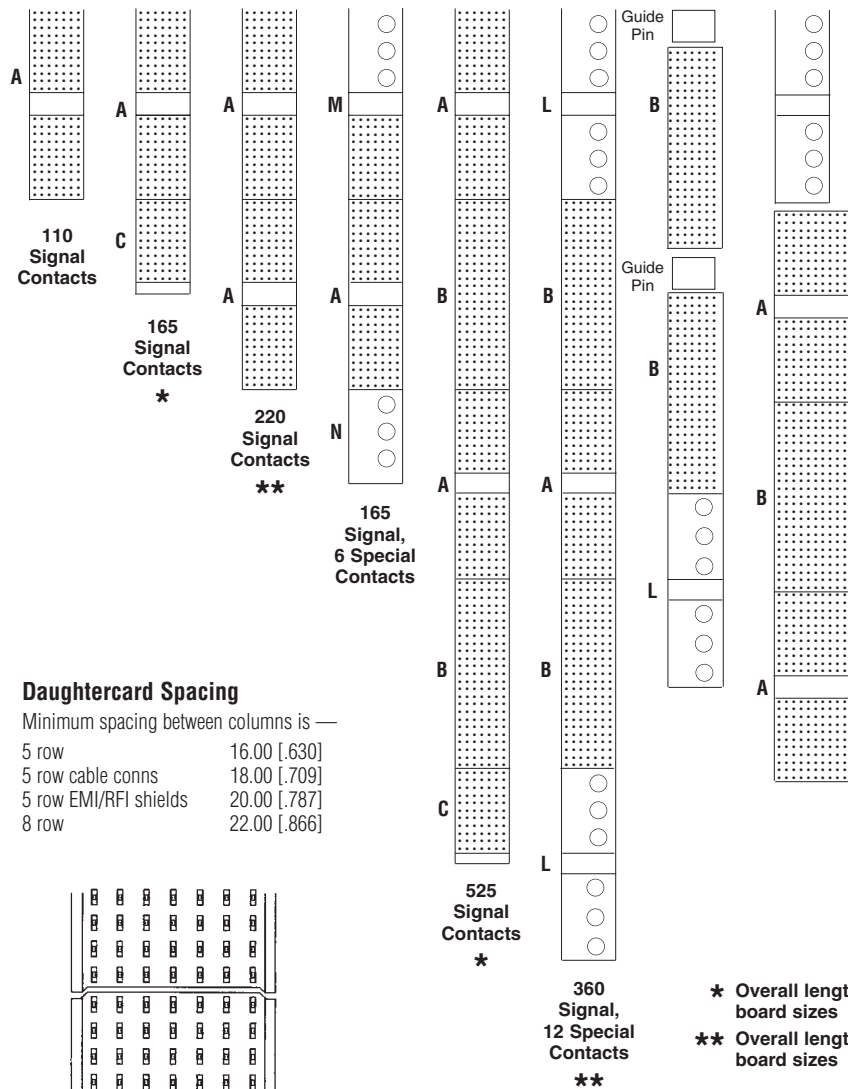 Guide
Pin
A
A
A
M
A
L
B
110
Signal
Contacts
C
165
Signal
Contacts
*
A
220
Signal
Contacts
**
A
N
165
Signal,
6 Special
Contacts
B
A
B
C
525
Signal
Contacts
*
B
A
B
L
360
Signal,
12 Special
Contacts
**
Guide
Pin
B
L
A
B
A
Daughtercard Spacing
Minimum spacing between columns is —
5 row 16.00 [.630]
5 row cable conns 18.00 [.709]
5 row EMI/RFI shields 20.00 [.787]
8 row 22.00 [.866]
* Overall lengt
board sizes
** Overall lengt
board sizes